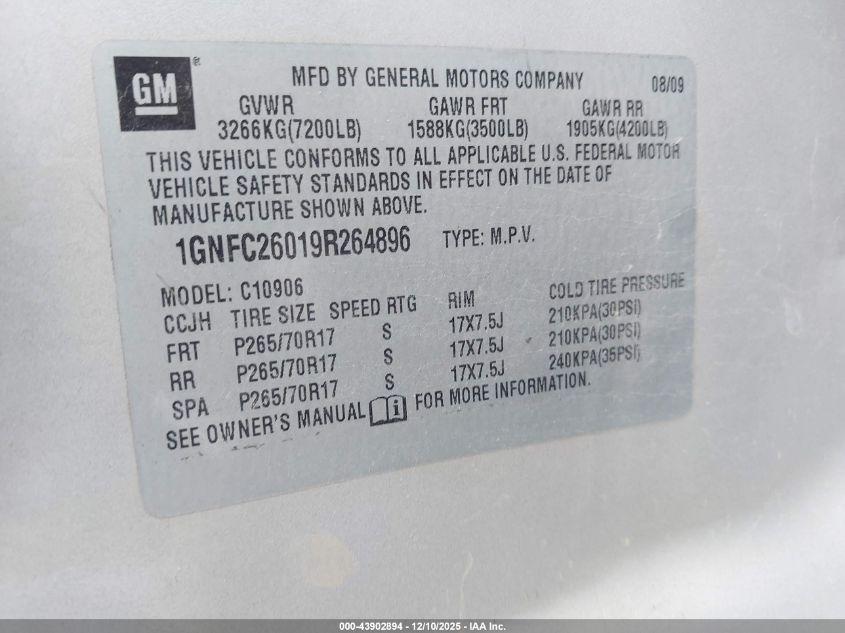 GM®
MFD BY GENERAL MOTORS COMPANY 08/09
GVWR GAWR FRT GAWR RR
3266KG(7200LB) 1588KG(3500LB) 1905KG(4200LB)
THIS VEHICLE CONFORMS TO ALL APPLICABLE U.S. FEDERAL MOTOR
VEHICLE SAFETY STANDARDS IN EFFECT ON THE DATE OF
MANUFACTURE SHOWN ABOVE.
1GNFC26019R264896 TYPE: M.P.V.
MODEL: C10906
CCJH TIRE SIZE SPEED RTG RIM COLD TIRE PRESSURE
FRT P265/70R17 S 17X7.5J 210KPA(30PSI)
RR P265/70R17 S 17X7.5J 210KPA(30PSI)
SPA P265/70R17 S 17X7.5J 240KPA(35PSI)
SEE OWNER'S MANUAL FOR MORE INFORMATION.
000-43902894 - 12/10/2025 - IAA Inc.